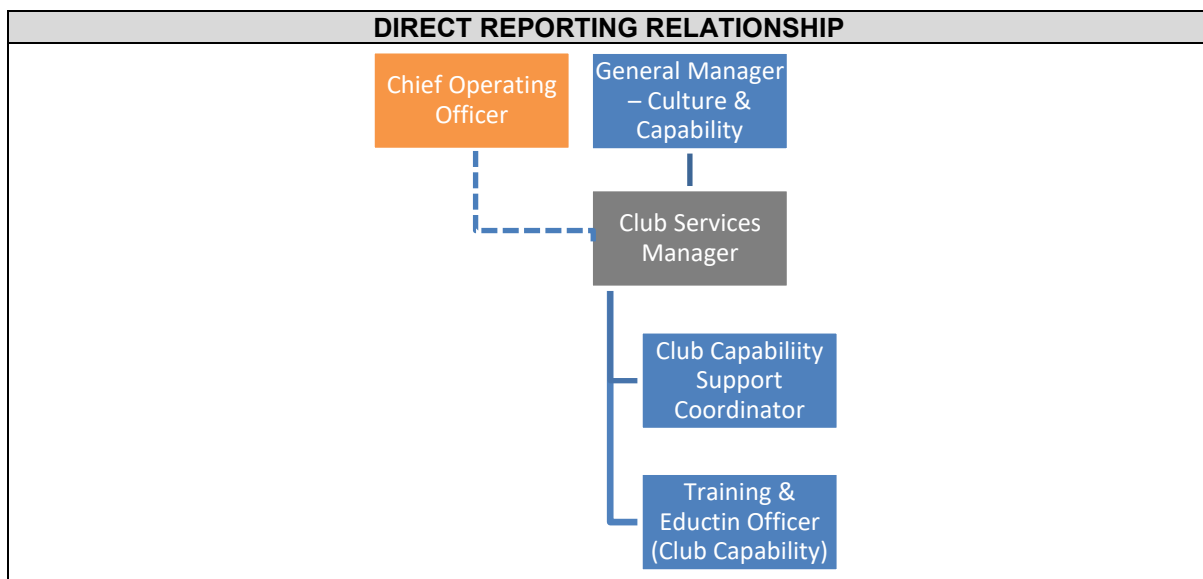 DIRECT REPORTING RELATIONSHIP
Chief Operating
Officer
General Manager
– Culture &
Capability
Club Services
Manager
Club Capabiliity
Support
Coordinator
Training &
Eductin Officer
(Club Capability)